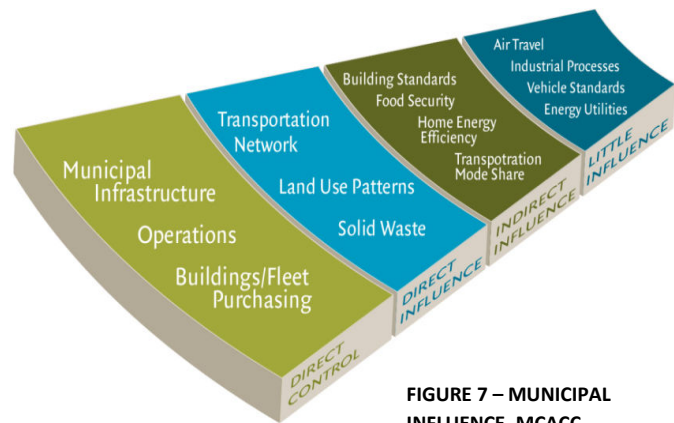 Municipal
Infrastructure
Operations
Buildings/Fleet
Purchasing
DIRECT
CONTROL
Transportation
Network
Land Use Patterns
Solid Waste
DIRECT
INFLUENCE
Building Standards
Food Security
Home Energy
Efficiency
Transpotration
Mode Share
INDIRECT
INFLUENCE
Air Travel
Industrial Processes
Vehicle Standards
Energy Utilities
LITTLE
INFLUENCE
FIGURE 7 – MUNICIPAL
INFLUENCE, MCACC